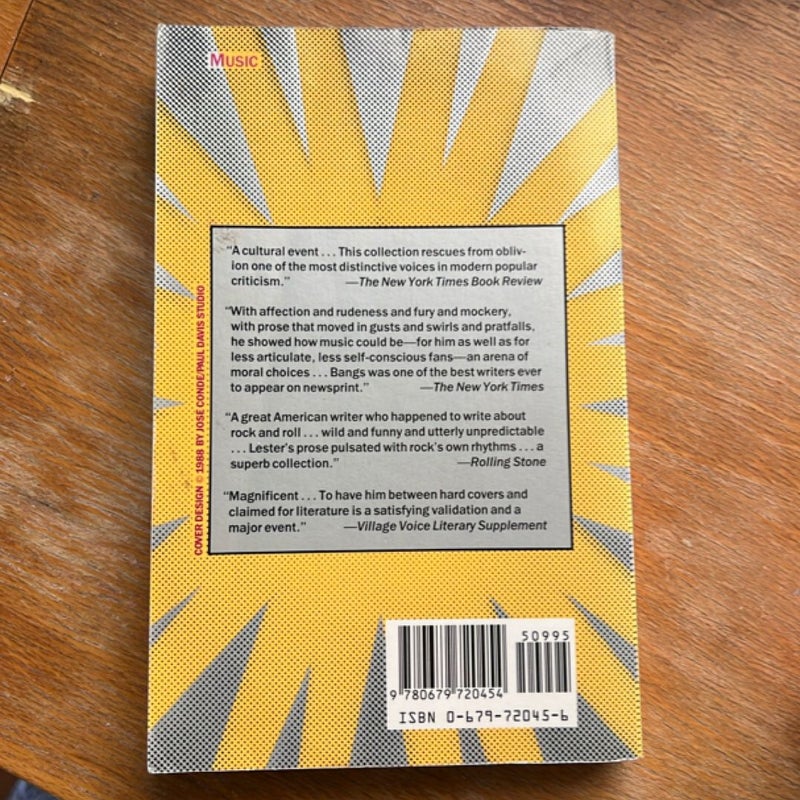 MUSIC
“A cultural event . . . This collection rescues from obliv-
ion one of the most distinctive voices in modern popular
criticism.” —The New York Times Book Review
“With affection and rudeness and fury and mockery,
with prose that moved in gusts and swirls and pratfalls,
he showed how music could be—for him as well as for
less articulate, less self-conscious fans—an arena of
moral choices . . . Bangs was one of the best writers ever
to appear on newsprint.” —The New York Times
“A great American writer who happened to write about
rock and roll . . . wild and funny and utterly unpredictable
. . . Lester’s prose pulsated with rock’s own rhythms . . . a
superb collection.” —Rolling Stone
“Magnificent . . . To have him between hard covers and
claimed for literature is a satisfying validation and a
major event.” —Village Voice Literary Supplement
COVER DESIGN © 1988 BY JOSE CONDE/PAUL DAVIS STUDIO
50995
9 780679 720454
ISBN 0-679-72045-6